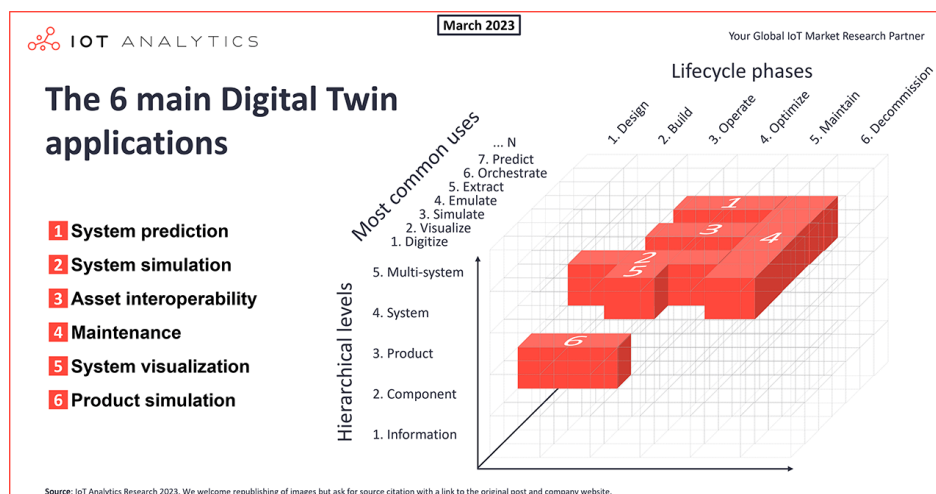 March 2023
IOT ANALYTICS
Your Global IoT Market Research Partner
The 6 main Digital Twin
applications
1 System prediction
2 System simulation
3 Asset interoperability
4 Maintenance
5 System visualization
6 Product simulation
Lifecycle phases
1. Design
2. Build
3. Operate
4. Optimize
5. Maintain
6. Decommission
Most common uses
... N
7. Predict
6. Orchestrate
5. Extract
4. Emulate
3. Simulate
2. Visualize
1. Digitize
Hierarchical levels
5. Multi-system
4. System
3. Product
2. Component
1. Information
1
3
4
2
5
6
Source: IoT Analytics Research 2023. We welcome republishing of images but ask for source citation with a link to the original post and company website.